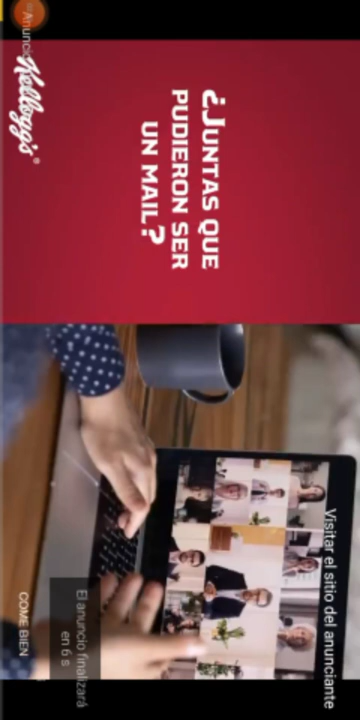 Visitar el sitio del anunciante
¿JUNTAS QUE
PUDIERON SER
UN MAIL?
El anuncio finalizará
en 6 s
Anuncio
Kellogg's®
COME BIEN